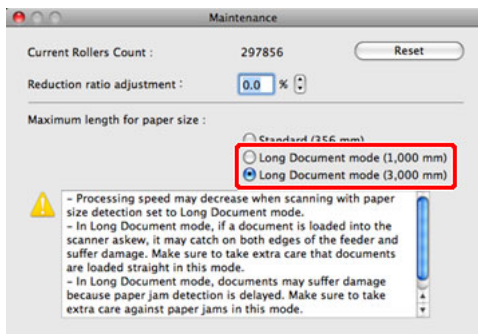 Maintenance
Current Rollers Count : 297856 Reset
Reduction ratio adjustment : 0.0 %
Maximum length for paper size :
Standard (356 mm)
Long Document mode (1,000 mm)
Long Document mode (3,000 mm)
- Processing speed may decrease when scanning with paper
size detection set to Long Document mode.
- In Long Document mode, if a document is loaded into the
scanner askew, it may catch on both edges of the feeder and
suffer damage. Make sure to take extra care that documents
are loaded straight in this mode.
- In Long Document mode, documents may suffer damage
because paper jam detection is delayed. Make sure to take
extra care against paper jams in this mode.